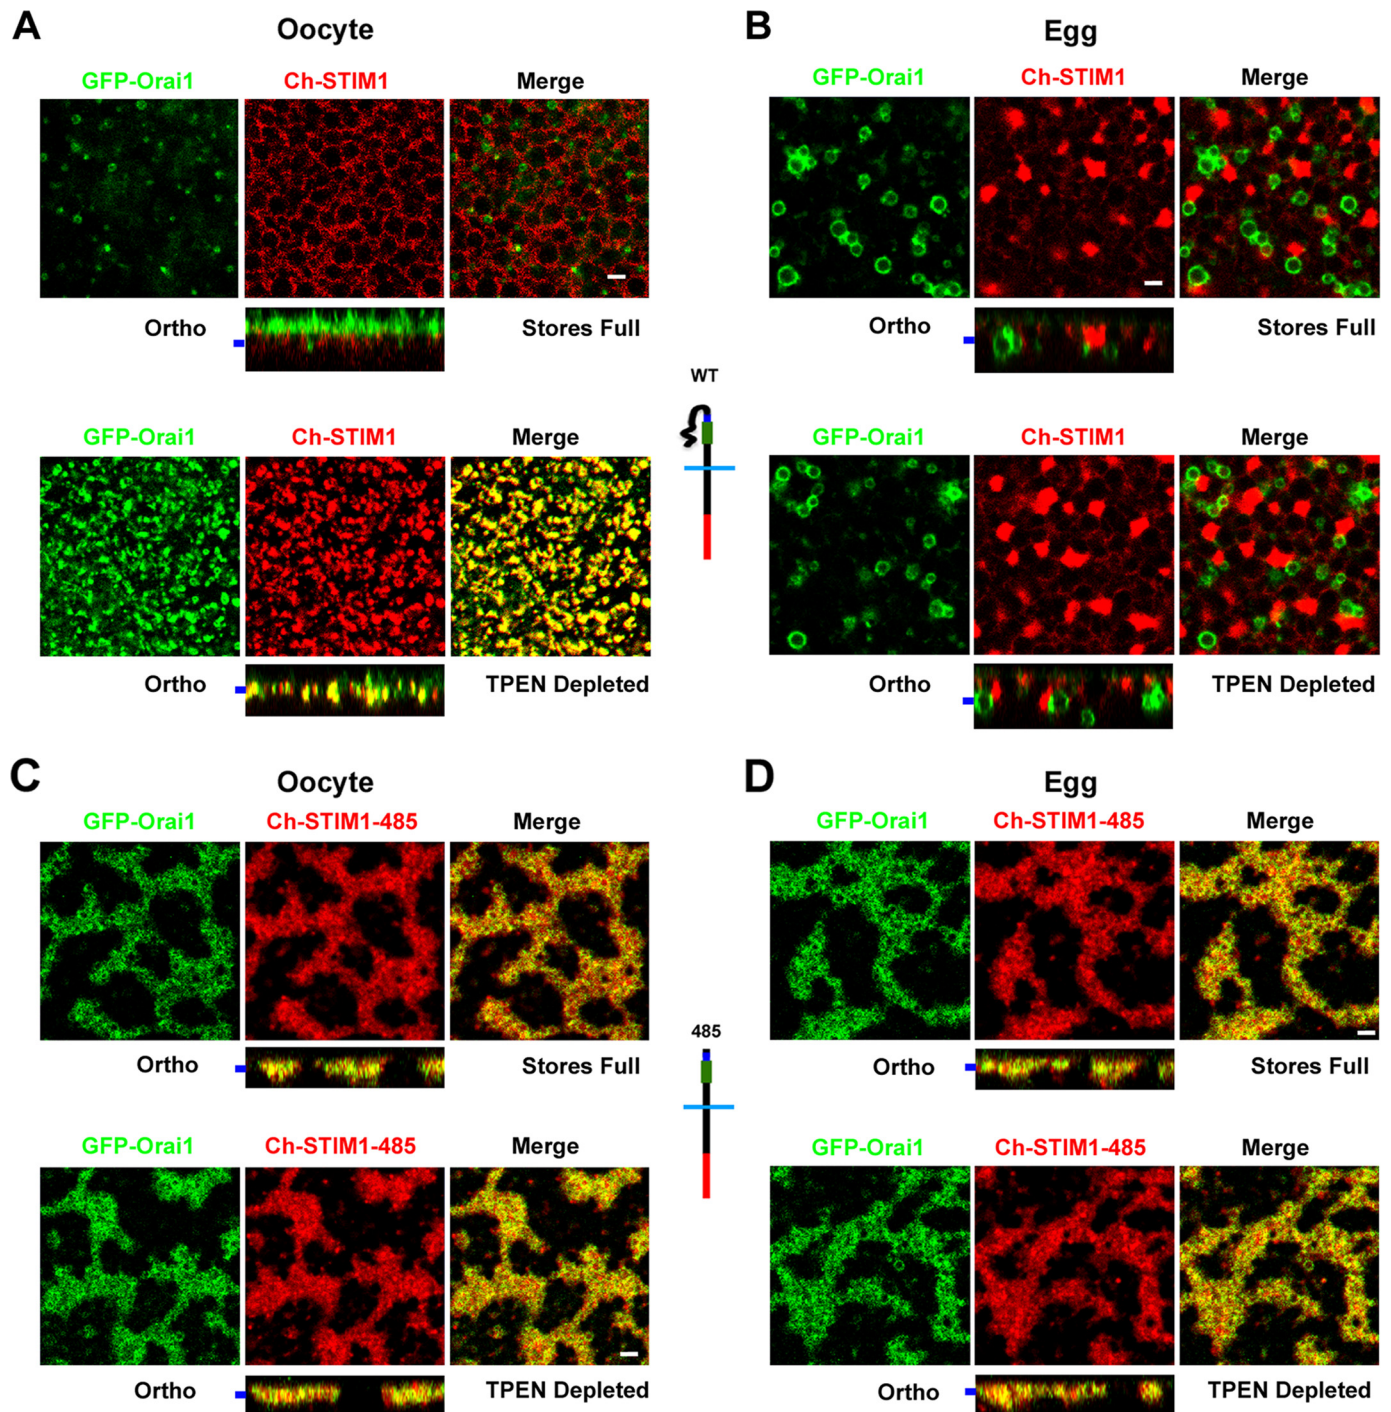 A
Oocyte
GFP-Orai1 Ch-STIM1 Merge
Ortho Stores Full
GFP-Orai1 Ch-STIM1 Merge
Ortho TPEN Depleted
WT
B
Egg
GFP-Orai1 Ch-STIM1 Merge
Ortho Stores Full
GFP-Orai1 Ch-STIM1 Merge
Ortho TPEN Depleted
C
Oocyte
GFP-Orai1 Ch-STIM1-485 Merge
Ortho Stores Full
GFP-Orai1 Ch-STIM1-485 Merge
Ortho TPEN Depleted
485
D
Egg
GFP-Orai1 Ch-STIM1-485 Merge
Ortho Stores Full
GFP-Orai1 Ch-STIM1-485 Merge
Ortho TPEN Depleted